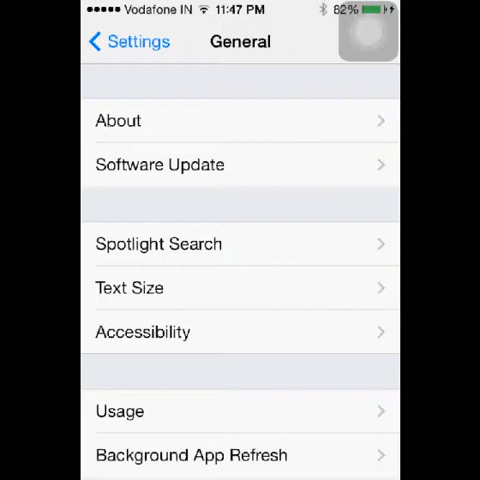 Vodafone IN 11:47 PM 82%
Settings General
About
Software Update
Spotlight Search
Text Size
Accessibility
Usage
Background App Refresh